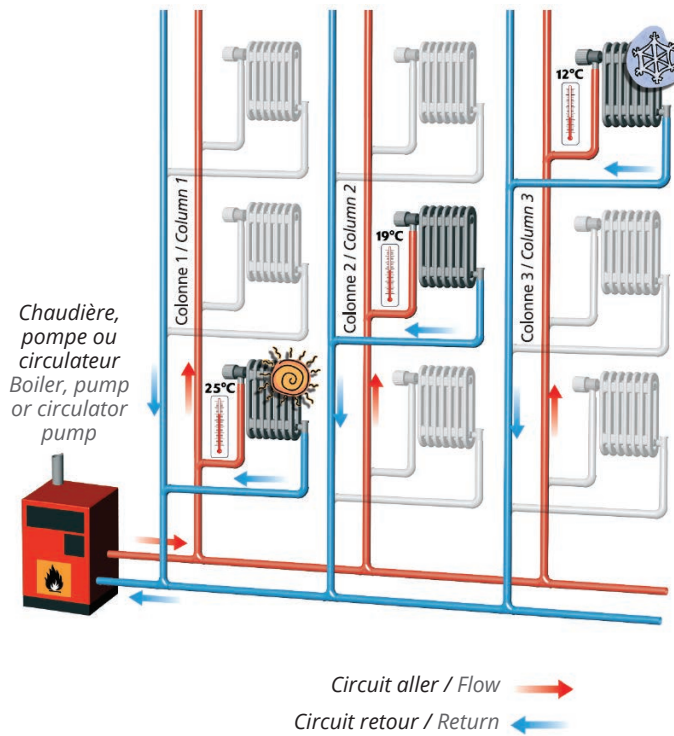 12°C
Colonne 1 / Column 1
Colonne 2 / Column 2
Colonne 3 / Column 3
19°C
Chaudière,
pompe ou
circulateur
Boiler, pump
or circulator
pump
25°C
Circuit aller / Flow
Circuit retour / Return